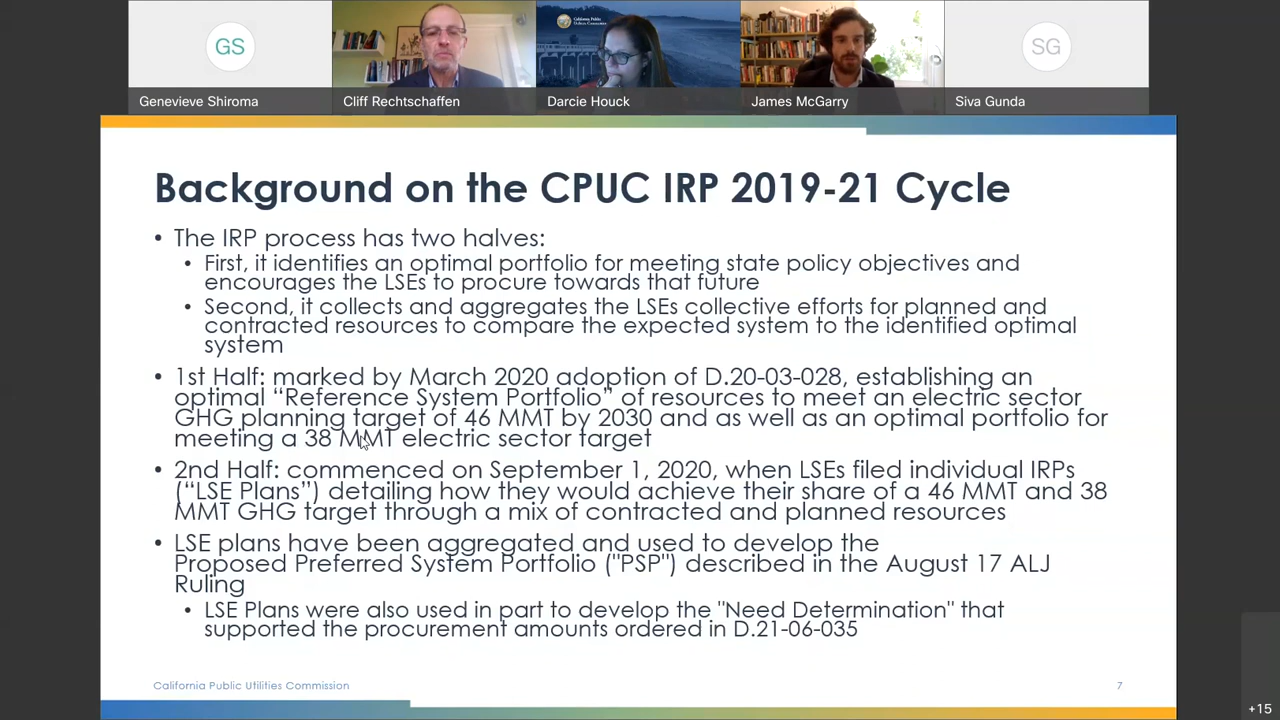 GS
SG
California Public
Utilities Commission
Genevieve Shiroma
Cliff Rechtschaffen
Darcie Houck
James McGarry
Siva Gunda
Background on the CPUC IRP 2019-21 Cycle
• The IRP process has two halves:
• First, it identifies an optimal portfolio for meeting state policy objectives and
encourages the LSEs to procure towards that future
• Second, it collects and aggregates the LSEs collective efforts for planned and
contracted resources to compare the expected system to the identified optimal
system
• 1st Half: marked by March 2020 adoption of D.20-03-028, establishing an
optimal “Reference System Portfolio” of resources to meet an electric sector
GHG planning target of 46 MMT by 2030 and as well as an optimal portfolio for
meeting a 38 MMT electric sector target
• 2nd Half: commenced on September 1, 2020, when LSEs filed individual IRPs
(“LSE Plans”) detailing how they would achieve their share of a 46 MMT and 38
MMT GHG target through a mix of contracted and planned resources
• LSE plans have been aggregated and used to develop the
Proposed Preferred System Portfolio ("PSP") described in the August 17 ALJ
Ruling
• LSE Plans were also used in part to develop the "Need Determination" that
supported the procurement amounts ordered in D.21-06-035
California Public Utilities Commission
7
+15